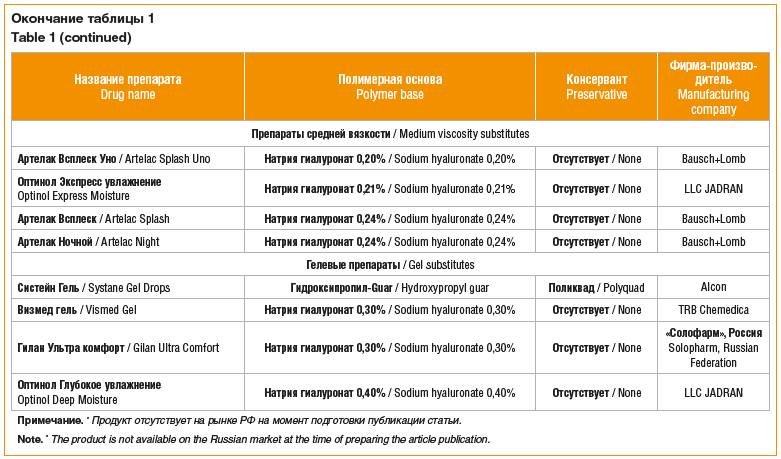 Окончание таблицы 1
Table 1 (continued)
Название препарата
Drug name
Полимерная основа
Polymer base
Консервант
Preservative
Фирма-произво-
дитель
Manufacturing
company
Препараты средней вязкости / Medium viscosity substitutes
Артелак Всплеск Уно / Artelac Splash Uno
Натрия гиалуронат 0,20% / Sodium hyaluronate 0,20%
Отсутствует / None
Bausch+Lomb
Оптинол Экспресс увлажнение
Optinol Express Moisture
Натрия гиалуронат 0,21% / Sodium hyaluronate 0,21%
Отсутствует / None
LLC JADRAN
Артелак Всплеск / Artelac Splash
Натрия гиалуронат 0,24% / Sodium hyaluronate 0,24%
Отсутствует / None
Bausch+Lomb
Артелак Ночной / Artelac Night
Натрия гиалуронат 0,24% / Sodium hyaluronate 0,24%
Отсутствует / None
Bausch+Lomb
Гелевые препараты / Gel substitutes
Систейн Гель / Systane Gel Drops
Гидроксипропил-Guar / Hydroxypropyl guar
Поликвад / Polyquad
Alcon
Визмед гель / Vismed Gel
Натрия гиалуронат 0,30% / Sodium hyaluronate 0,30%
Отсутствует / None
TRB Chemedica
Гилан Ультра комфорт / Gilan Ultra Comfort
Натрия гиалуронат 0,30% / Sodium hyaluronate 0,30%
Отсутствует / None
«Солофарм», Россия
Solopharm, Russian
Federation
Оптинол Глубокое увлажнение
Optinol Deep Moisture
Натрия гиалуронат 0,40% / Sodium hyaluronate 0,40%
Отсутствует / None
LLC JADRAN
Примечание. * Продукт отсутствует на рынке РФ на момент подготовки публикации статьи.
Note. * The product is not available on the Russian market at the time of preparing the article publication.